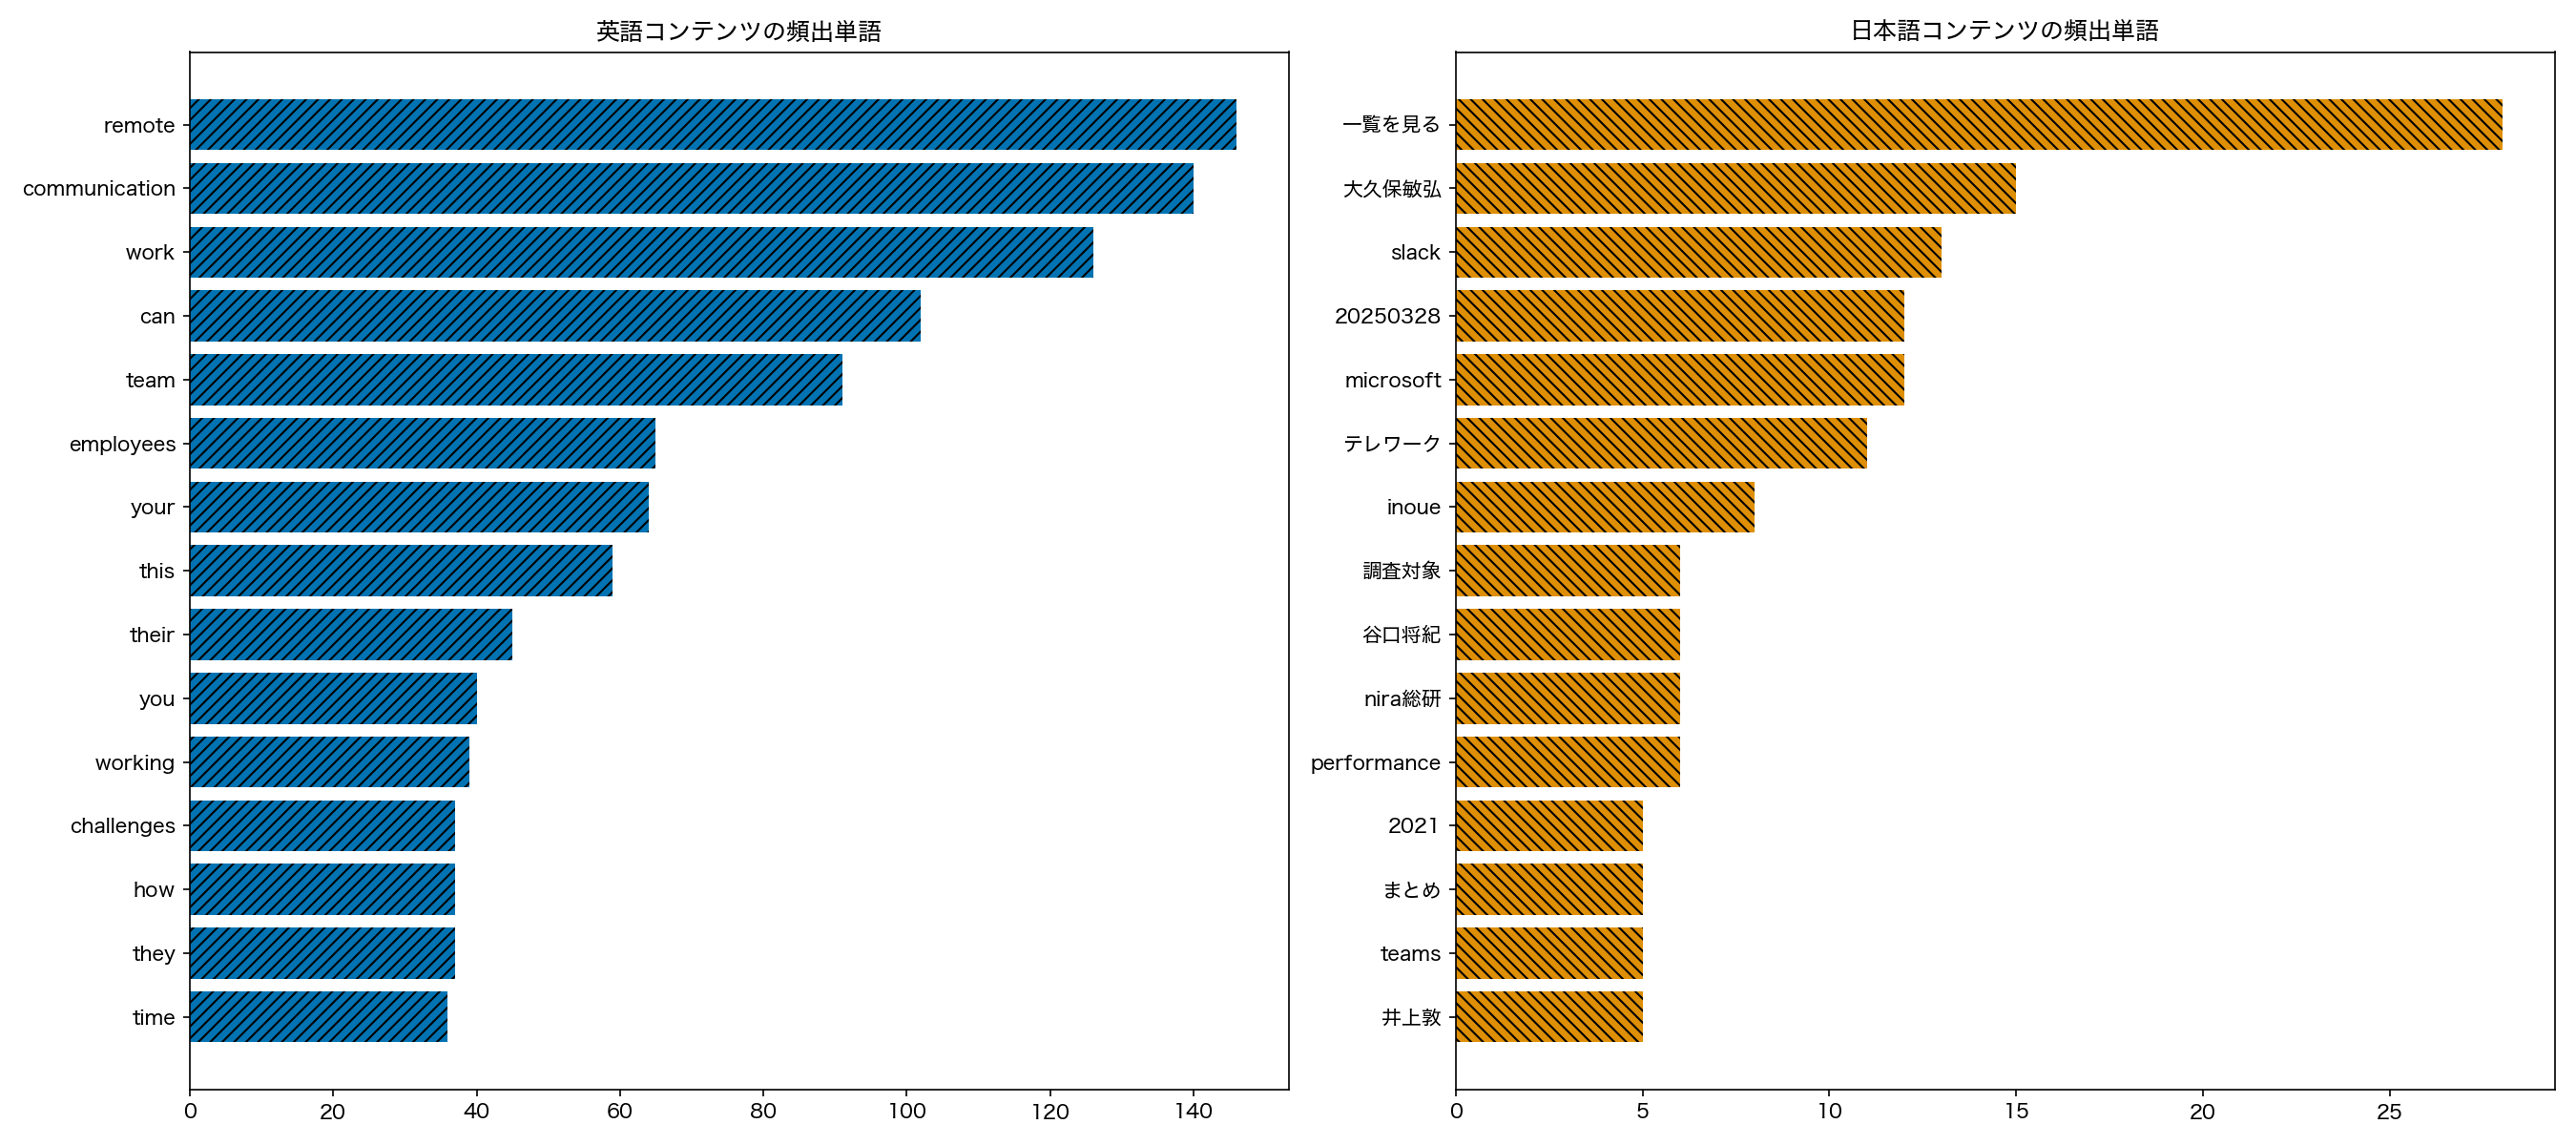 英語コンテンツの頻出単語
remote
communication
work
can
team
employees
your
this
their
you
working
challenges
how
they
time
0 20 40 60 80 100 120 140
日本語コンテンツの頻出単語
一覧を見る
大久保敏弘
slack
20250328
microsoft
テレワーク
inoue
調査対象
谷口将紀
nira総研
performance
2021
まとめ
teams
井上敦
0 5 10 15 20 25